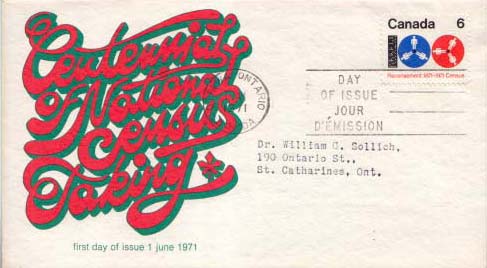 Centennial
of National
Census
Taking
first day of issue 1 june 1971
ONTARIO
Canada 6
Recensement 1871-1971 Census
DAY
OF ISSUE
JOUR
D'ÉMISSION
Dr. William G. Sollich,
190 Ontario St.,
St. Catharines, Ont.